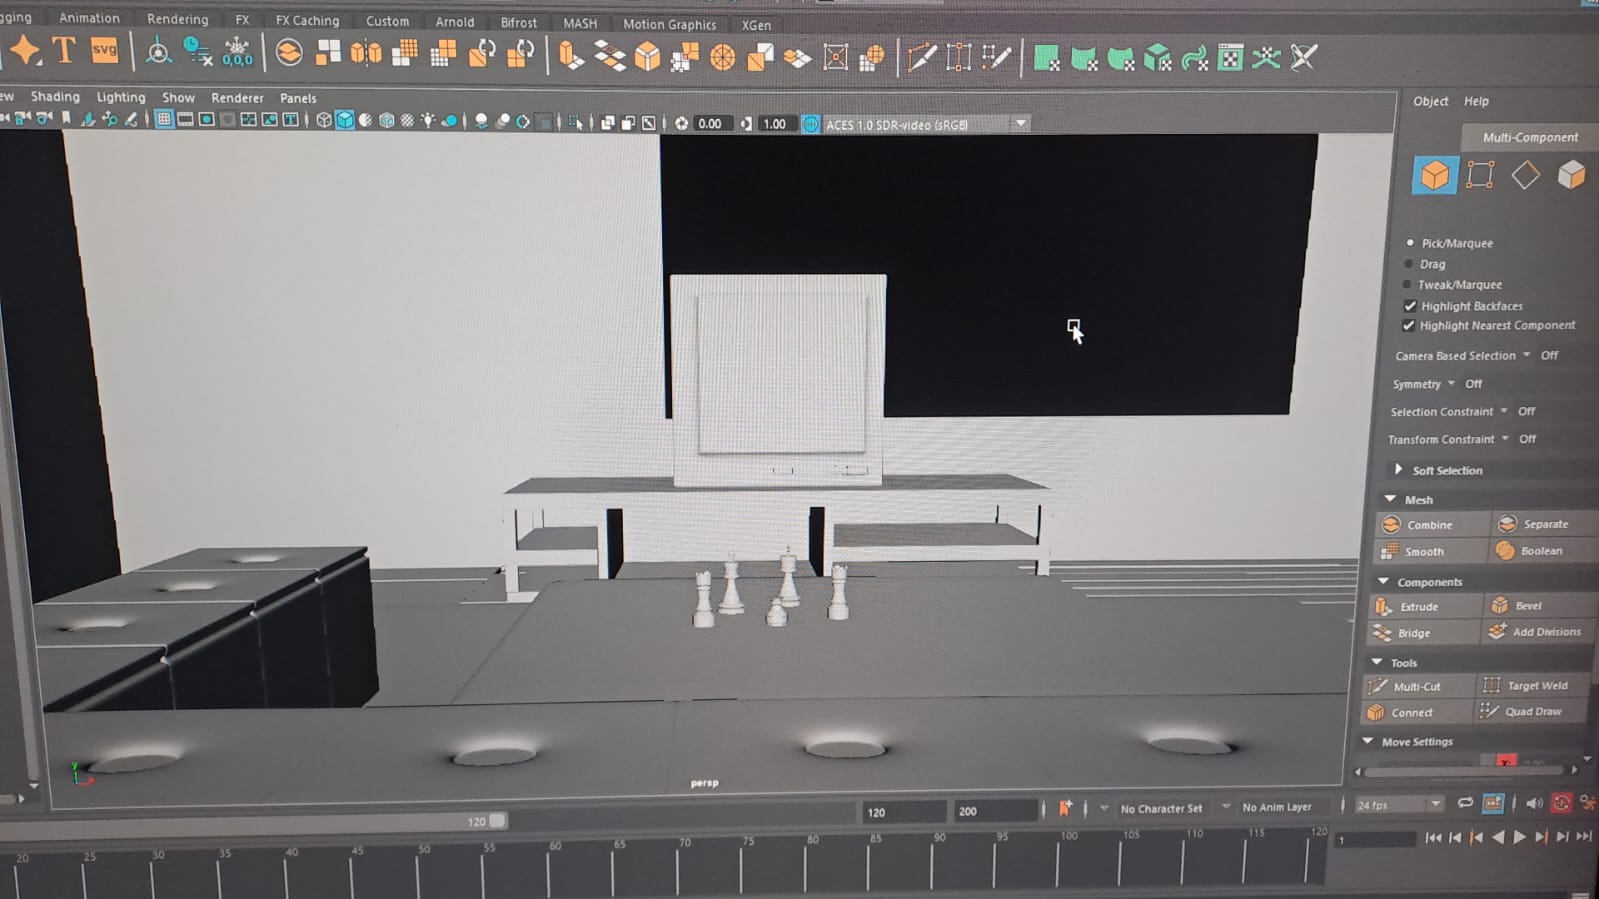 Animation Rendering FX FX Caching Custom Arnold Bifrost MASH Motion Graphics XGen
T SVG 0,0,0
Shading Lighting Show Renderer Panels
0.00 1.00 ACES 1.0 SDR-video (sRGB)
Object Help
Multi-Component
Pick/Marquee
Drag
Tweak/Marquee
Highlight Backfaces
Highlight Nearest Component
Camera Based Selection Off
Symmetry Off
Selection Constraint Off
Transform Constraint Off
Soft Selection
Mesh
Combine Separate
Smooth Boolean
Components
Extrude Bevel
Bridge Add Divisions
Tools
Multi-Cut Target Weld
Connect Quad Draw
Move Settings
y
x
persp
120 120 200 No Character Set No Anim Layer 24 fps
20 25 30 35 40 45 50 55 60 65 70 75 80 85 90 95 100 105 110 115 120 1